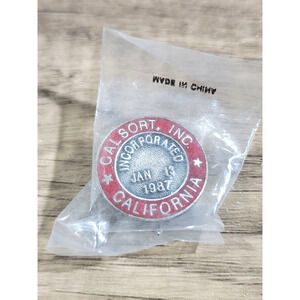 MADE IN CHINA
CALSORT, INC.
INCORPORATED
JAN 13
1987
CALIFORNIA